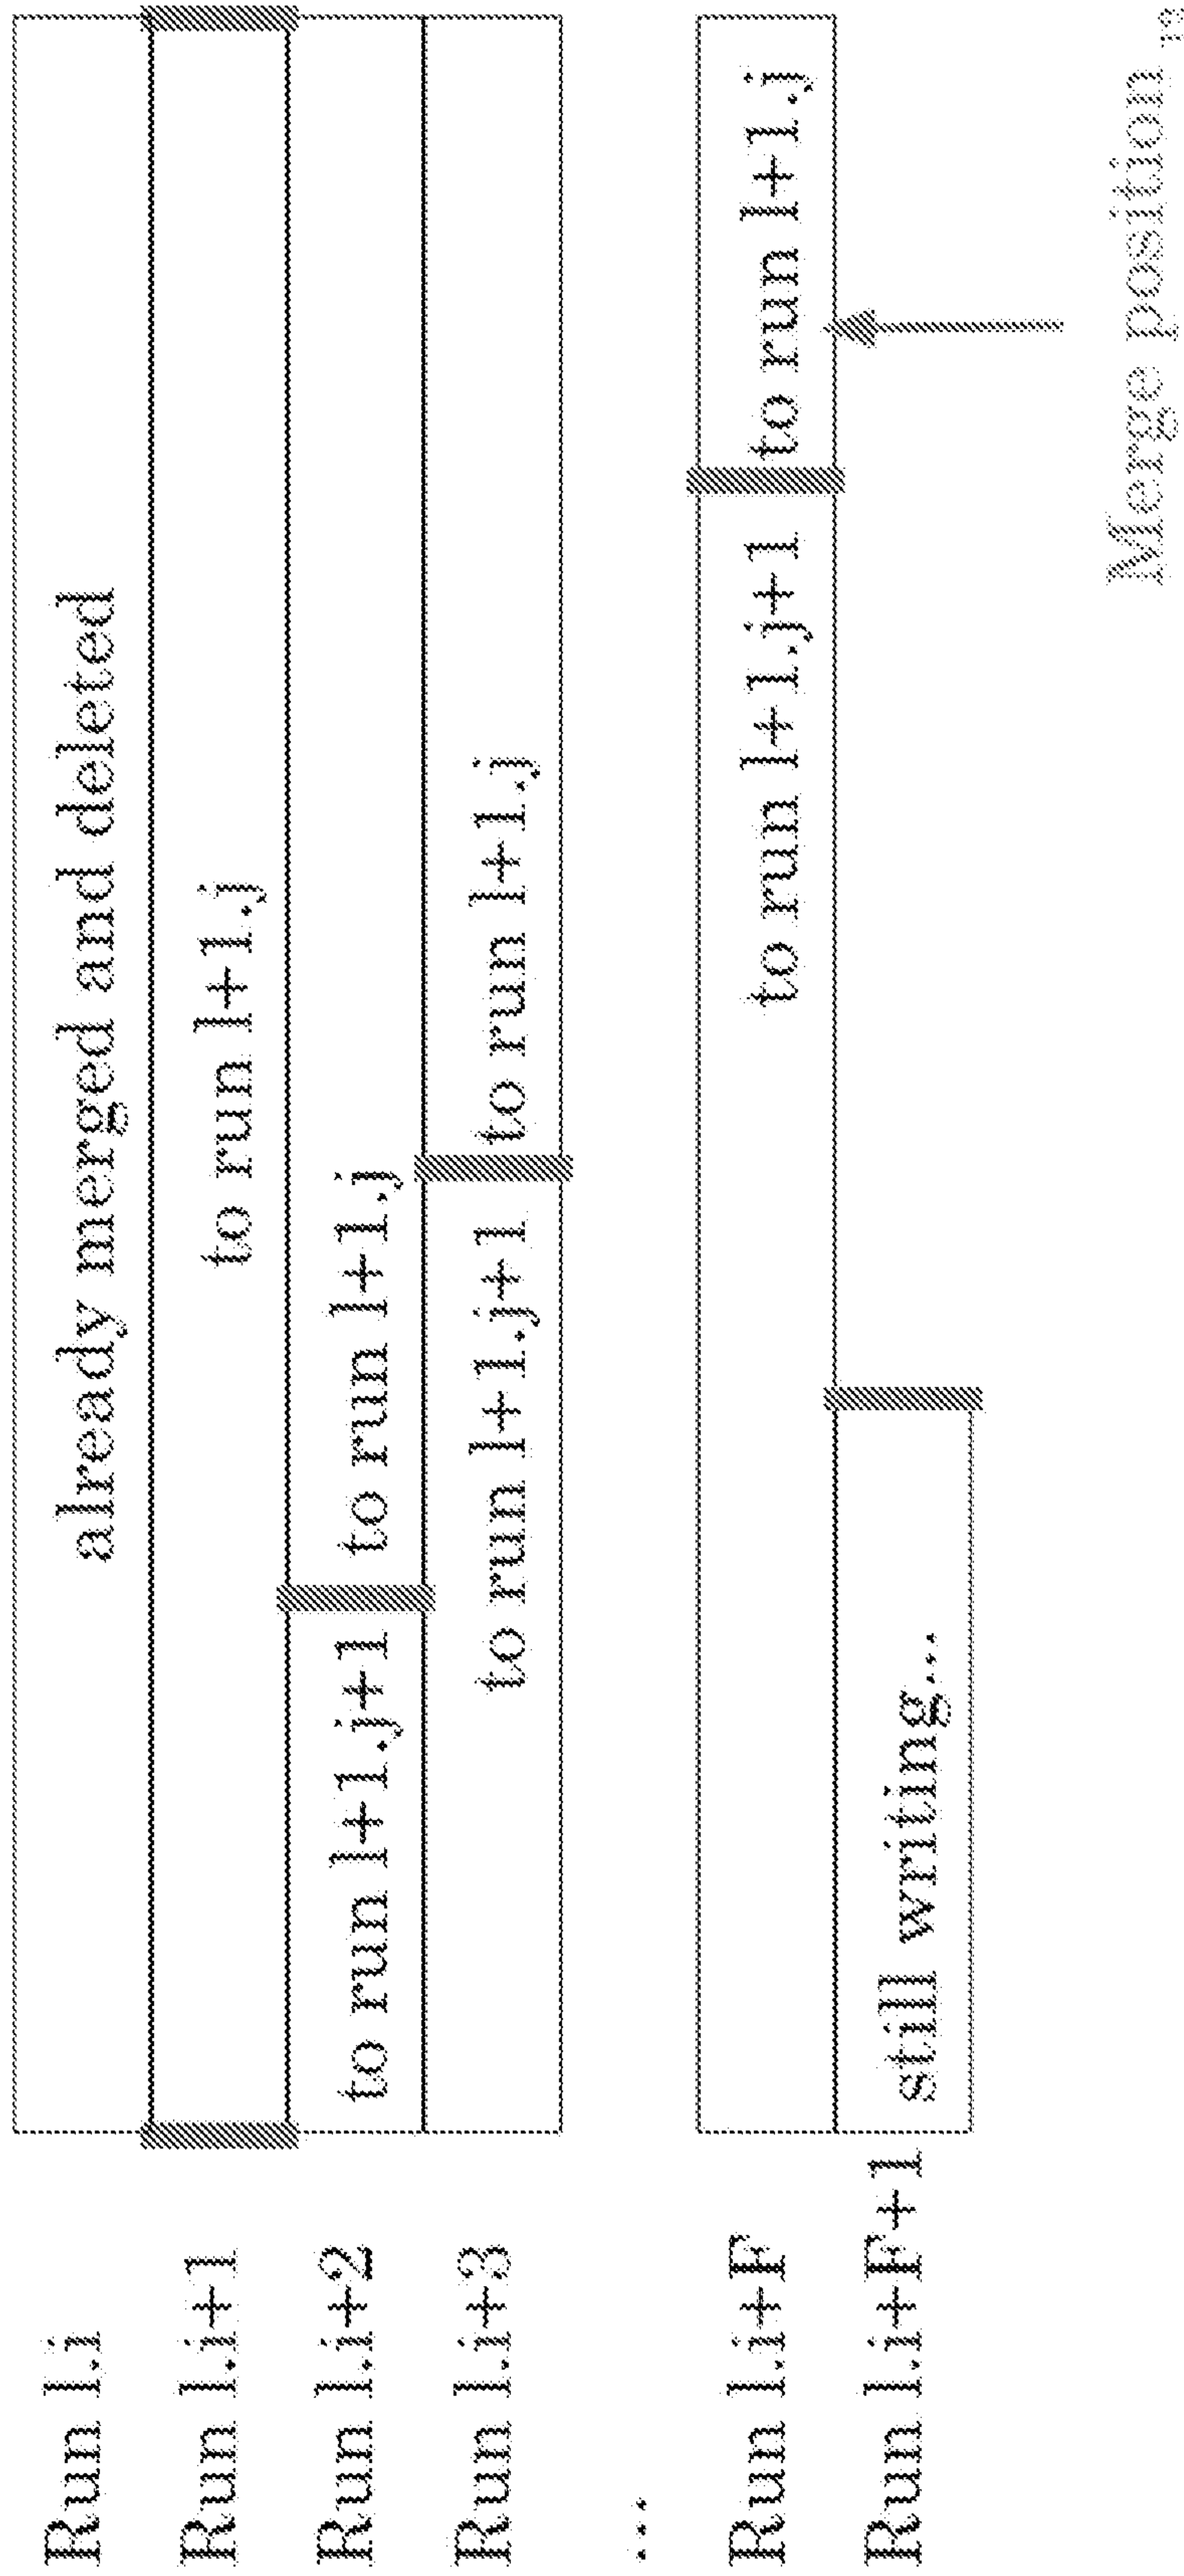 Run l.i already merged and deleted
Run l.i+1 to run l+1.j
Run l.i+2 to run l+1.j+1 to run l+1.j
Run l.i+3 to run l+1.j+1 to run l+1.j
...
Run l.i+F to run l+1.j+1 to run l+1.j
Run l.i+F+1 still writing...
Merge position